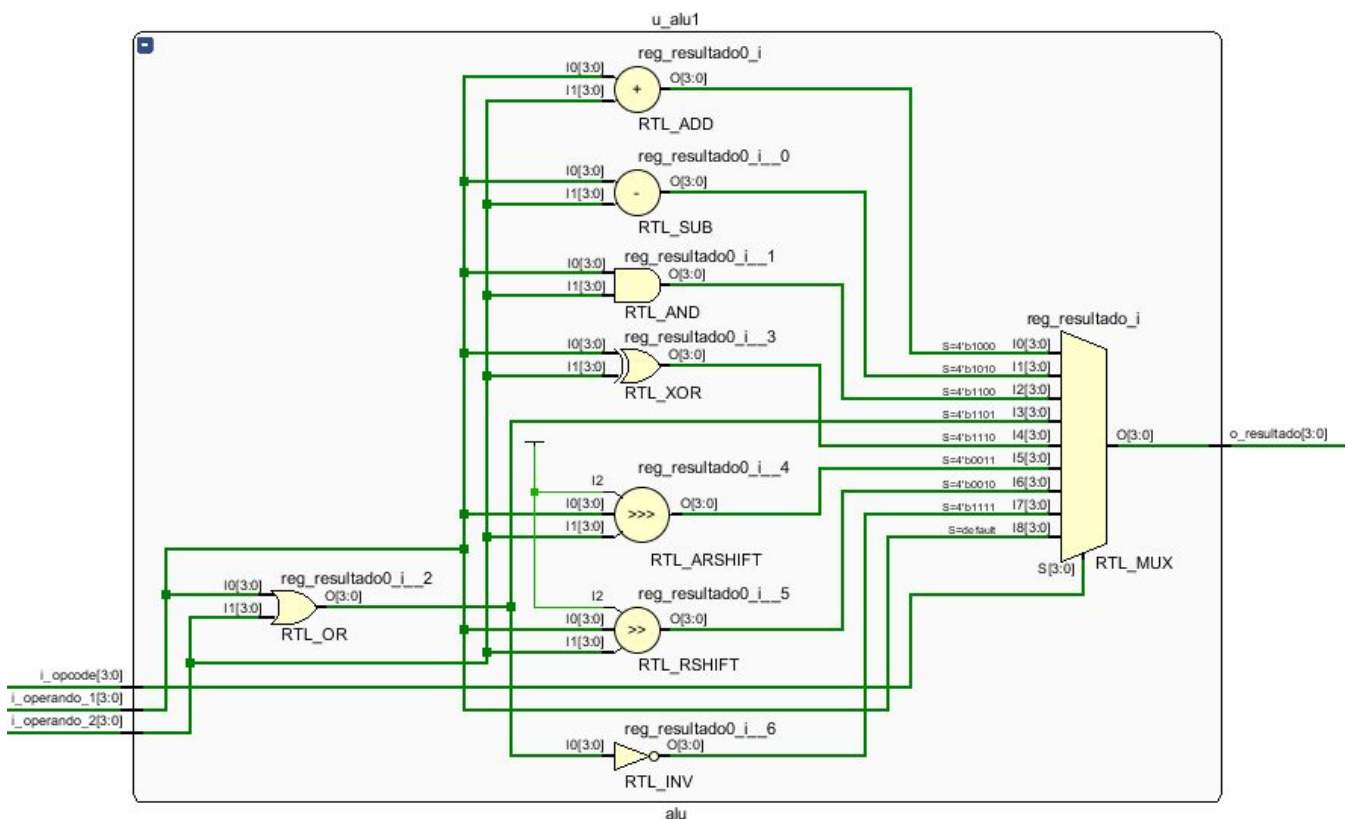 u_alu1
reg_resultado0_i
I0[3:0]
O[3:0]
I1[3:0]
+
RTL_ADD
reg_resultado0_i__0
I0[3:0]
O[3:0]
I1[3:0]
-
RTL_SUB
reg_resultado0_i__1
I0[3:0]
O[3:0]
I1[3:0]
RTL_AND
reg_resultado0_i__3
I0[3:0]
O[3:0]
I1[3:0]
RTL_XOR
reg_resultado0_i__4
I2
I0[3:0]
O[3:0]
I1[3:0]
>>>
RTL_ARSHIFT
reg_resultado0_i__2
I0[3:0]
O[3:0]
I1[3:0]
RTL_OR
reg_resultado0_i__5
I2
I0[3:0]
O[3:0]
I1[3:0]
>>
RTL_RSHIFT
reg_resultado0_i__6
I0[3:0]
O[3:0]
RTL_INV
reg_resultado_i
S=4'b1000 I0[3:0]
S=4'b1010 I1[3:0]
S=4'b1100 I2[3:0]
S=4'b1101 I3[3:0]
S=4'b1110 I4[3:0]
S=4'b0011 I5[3:0]
S=4'b0010 I6[3:0]
S=4'b1111 I7[3:0]
S=default I8[3:0]
O[3:0]
S[3:0]
RTL_MUX
o_resultado[3:0]
i_opcode[3:0]
i_operando_1[3:0]
i_operando_2[3:0]
alu